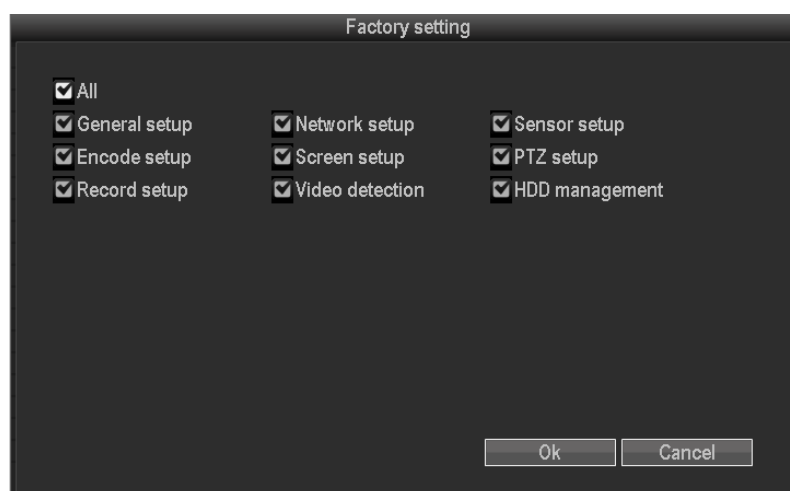 Factory setting
All
General setup Network setup Sensor setup
Encode setup Screen setup PTZ setup
Record setup Video detection HDD management
Ok Cancel